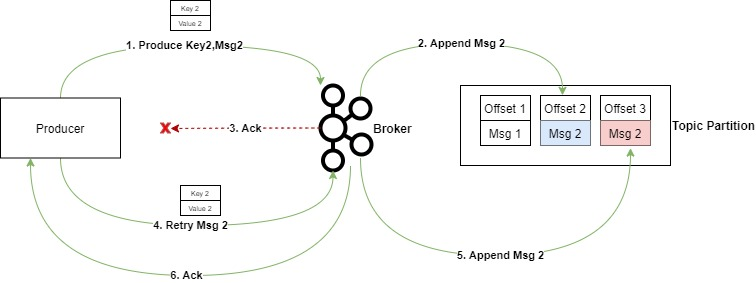 Key 2
Value 2
1. Produce Key2,Msg2
2. Append Msg 2
Offset 1
Offset 2
Offset 3
Msg 1
Msg 2
Msg 2
Topic Partition
Producer
X
3. Ack
Broker
Key 2
Value 2
4. Retry Msg 2
5. Append Msg 2
6. Ack